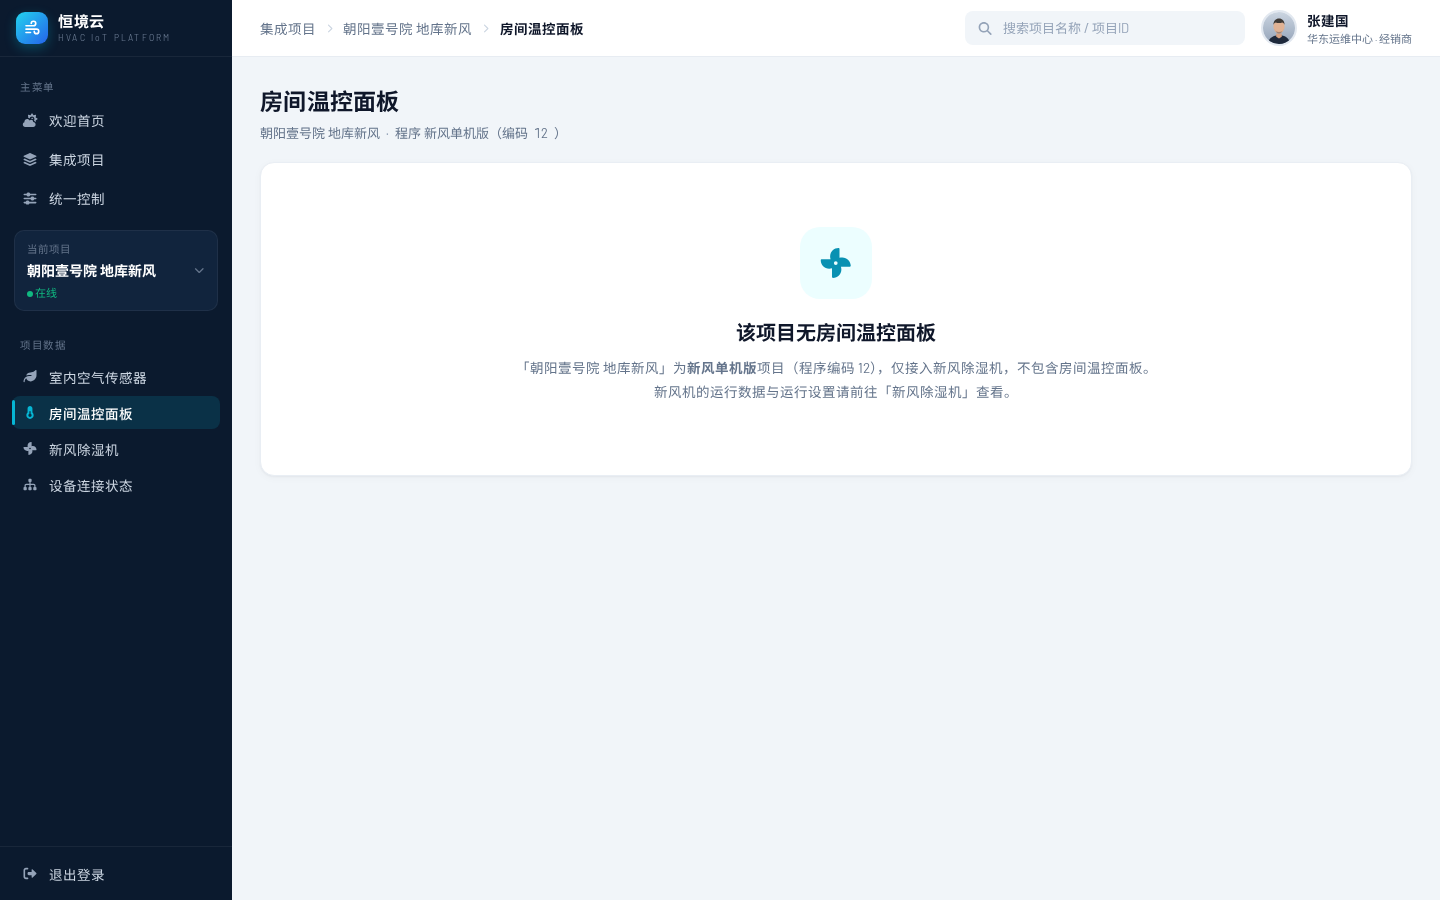 恒境云
HVAC IoT PLATFORM
主菜单
欢迎首页
集成项目
统一控制
当前项目
朝阳壹号院 地库新风
在线
项目数据
室内空气传感器
房间温控面板
新风除湿机
设备连接状态
退出登录
集成项目 > 朝阳壹号院 地库新风 > 房间温控面板
搜索项目名称 / 项目ID
张建国
华东运维中心 · 经销商
房间温控面板
朝阳壹号院 地库新风 · 程序 新风单机版（编码 12 ）
该项目无房间温控面板
「朝阳壹号院 地库新风」为新风单机版项目（程序编码 12），仅接入新风除湿机，不包含房间温控面板。
新风机的运行数据与运行设置请前往「新风除湿机」查看。